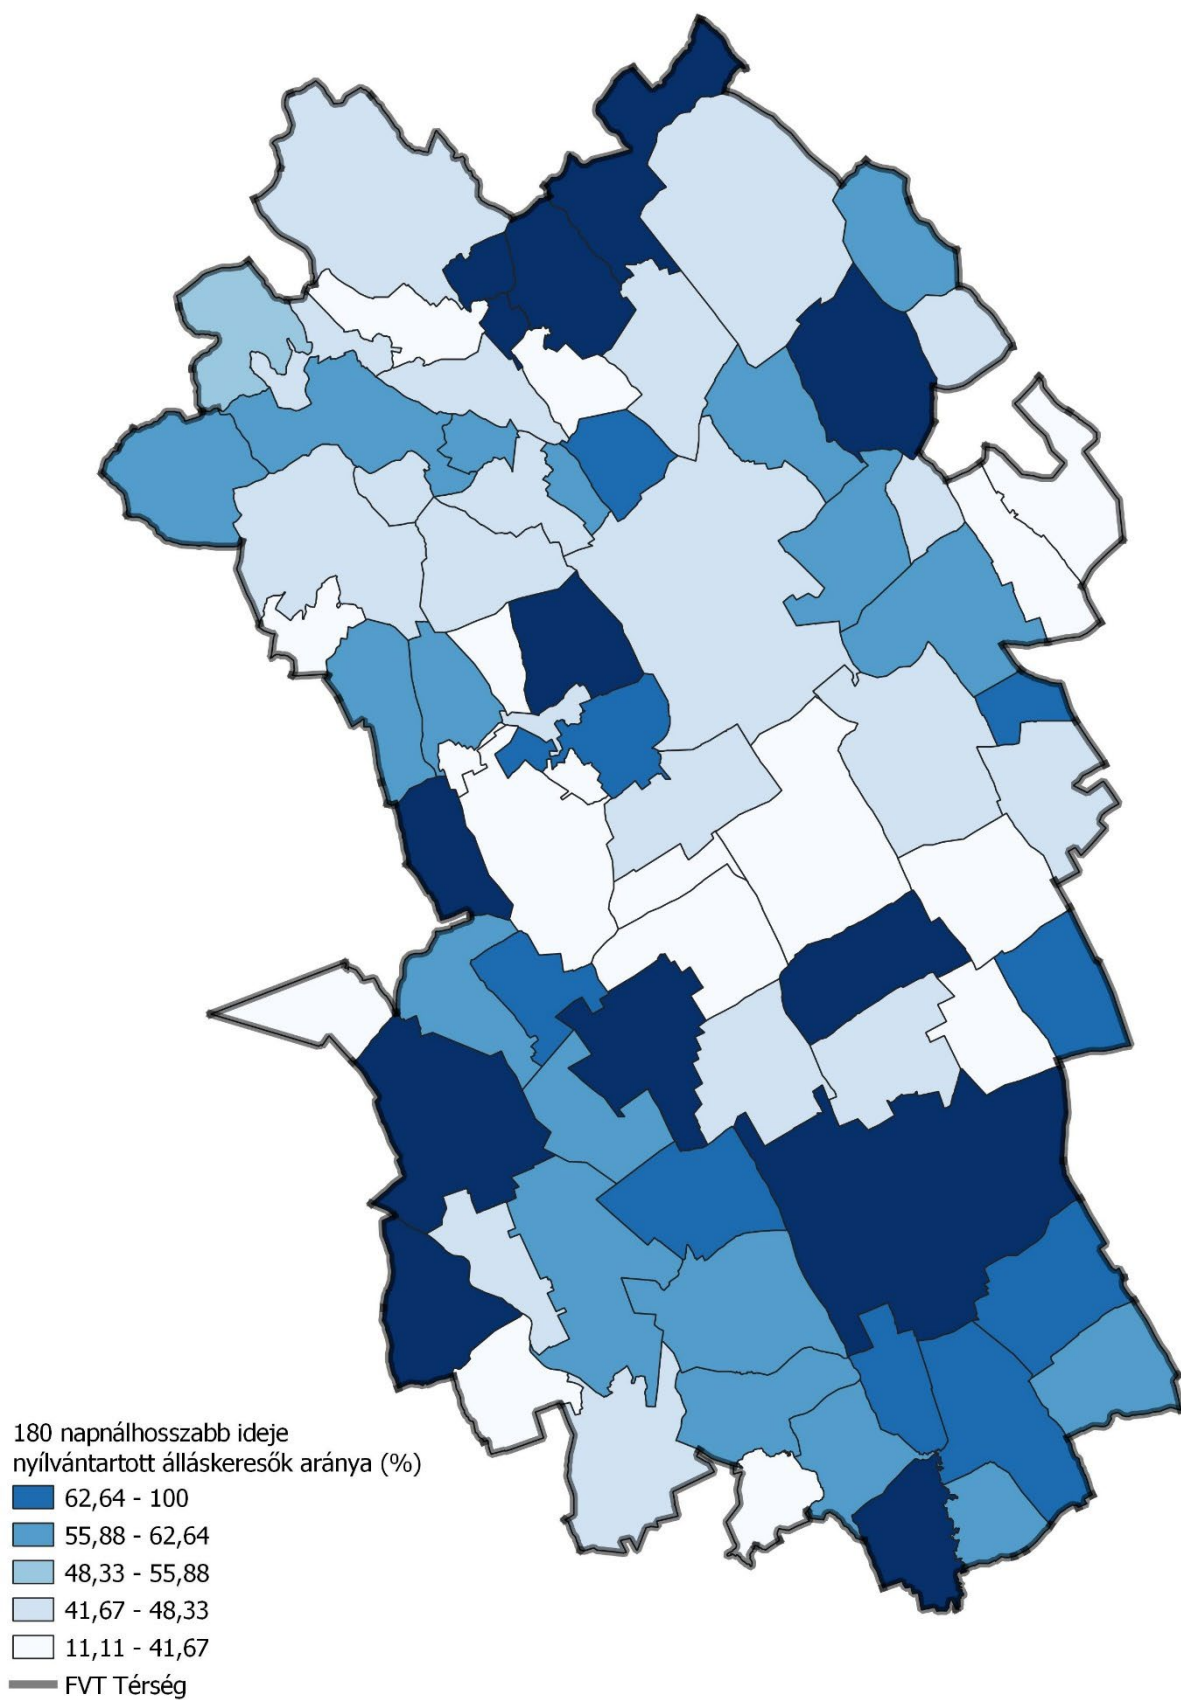 180 napnálhosszabb ideje
nyílvántartott álláskeresők aránya (%)
62,64 - 100
55,88 - 62,64
48,33 - 55,88
41,67 - 48,33
11,11 - 41,67
FVT Térség